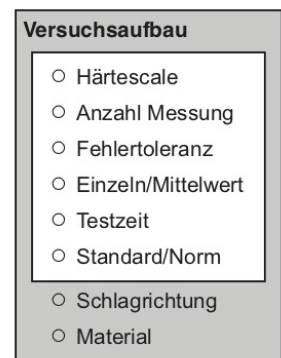 Versuchsaufbau
Härtescale
Anzahl Messung
Fehlertoleranz
Einzeln/Mittelwert
Testzeit
Standard/Norm
Schlagrichtung
Material